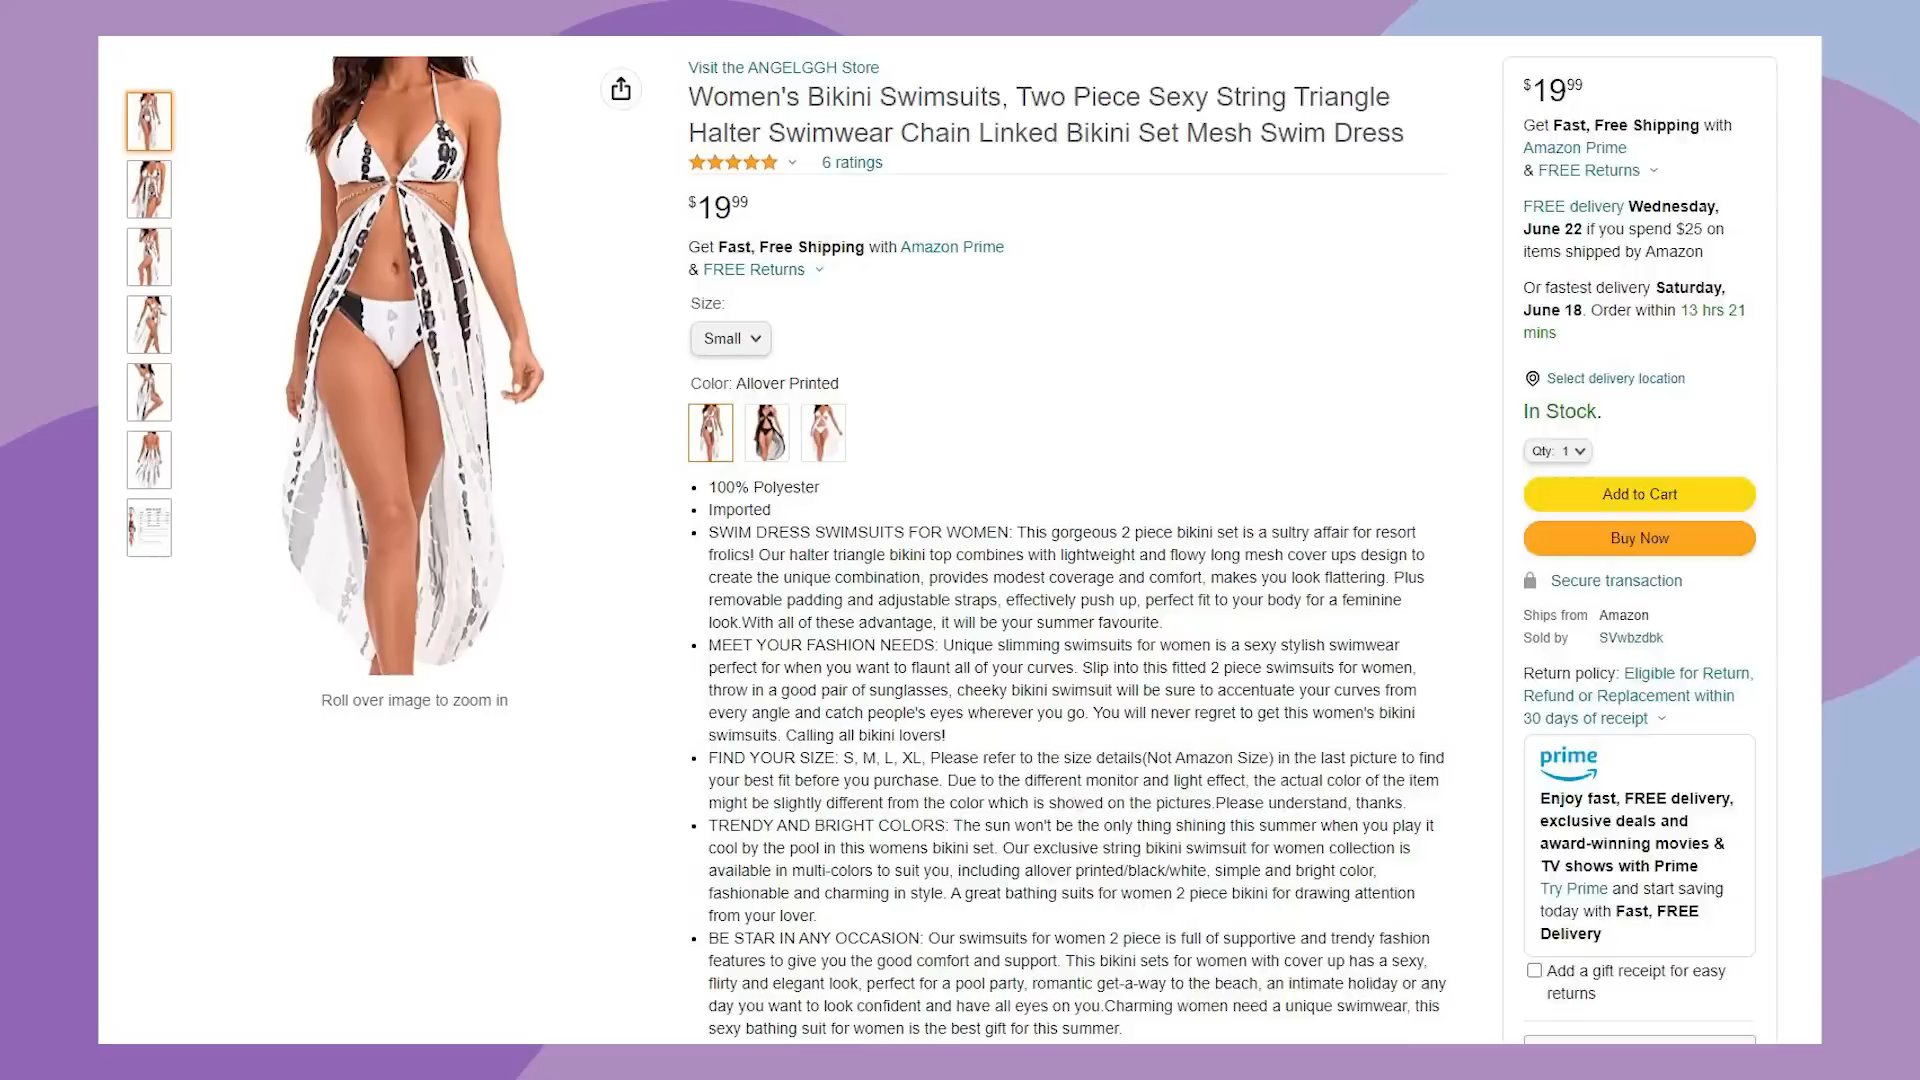 Visit the ANGELGGH Store
Women's Bikini Swimsuits, Two Piece Sexy String Triangle
Halter Swimwear Chain Linked Bikini Set Mesh Swim Dress
6 ratings
$19 99
Get Fast, Free Shipping with Amazon Prime
& FREE Returns
Size:
Small
Color: Allover Printed
• 100% Polyester
• Imported
• SWIM DRESS SWIMSUITS FOR WOMEN: This gorgeous 2 piece bikini set is a sultry affair for resort
frolics! Our halter triangle bikini top combines with lightweight and flowy long mesh cover ups design to
create the unique combination, provides modest coverage and comfort, makes you look flattering. Plus
removable padding and adjustable straps, effectively push up, perfect fit to your body for a feminine
look.With all of these advantage, it will be your summer favourite.
• MEET YOUR FASHION NEEDS: Unique slimming swimsuits for women is a sexy stylish swimwear
perfect for when you want to flaunt all of your curves. Slip into this fitted 2 piece swimsuits for women,
throw in a good pair of sunglasses, cheeky bikini swimsuit will be sure to accentuate your curves from
every angle and catch people's eyes wherever you go. You will never regret to get this women's bikini
swimsuits. Calling all bikini lovers!
• FIND YOUR SIZE: S, M, L, XL, Please refer to the size details(Not Amazon Size) in the last picture to find
your best fit before you purchase. Due to the different monitor and light effect, the actual color of the item
might be slightly different from the color which is showed on the pictures.Please understand, thanks.
• TRENDY AND BRIGHT COLORS: The sun won't be the only thing shining this summer when you play it
cool by the pool in this womens bikini set. Our exclusive string bikini swimsuit for women collection is
available in multi-colors to suit you, including allover printed/black/white, simple and bright color,
fashionable and charming in style. A great bathing suits for women 2 piece bikini for drawing attention
from your lover.
• BE STAR IN ANY OCCASION: Our swimsuits for women 2 piece is full of supportive and trendy fashion
features to give you the good comfort and support. This bikini sets for women with cover up has a sexy,
flirty and elegant look, perfect for a pool party, romantic get-a-way to the beach, an intimate holiday or any
day you want to look confident and have all eyes on you.Charming women need a unique swimwear, this
sexy bathing suit for women is the best gift for this summer.
Roll over image to zoom in
$19 99
Get Fast, Free Shipping with
Amazon Prime
& FREE Returns
FREE delivery Wednesday,
June 22 if you spend $25 on
items shipped by Amazon
Or fastest delivery Saturday,
June 18. Order within 13 hrs 21
mins
Select delivery location
In Stock.
Qty: 1
Add to Cart
Buy Now
Secure transaction
Ships from Amazon
Sold by SVwbzdbk
Return policy: Eligible for Return,
Refund or Replacement within
30 days of receipt
prime
Enjoy fast, FREE delivery,
exclusive deals and
award-winning movies &
TV shows with Prime
Try Prime and start saving
today with Fast, FREE
Delivery
Add a gift receipt for easy
returns